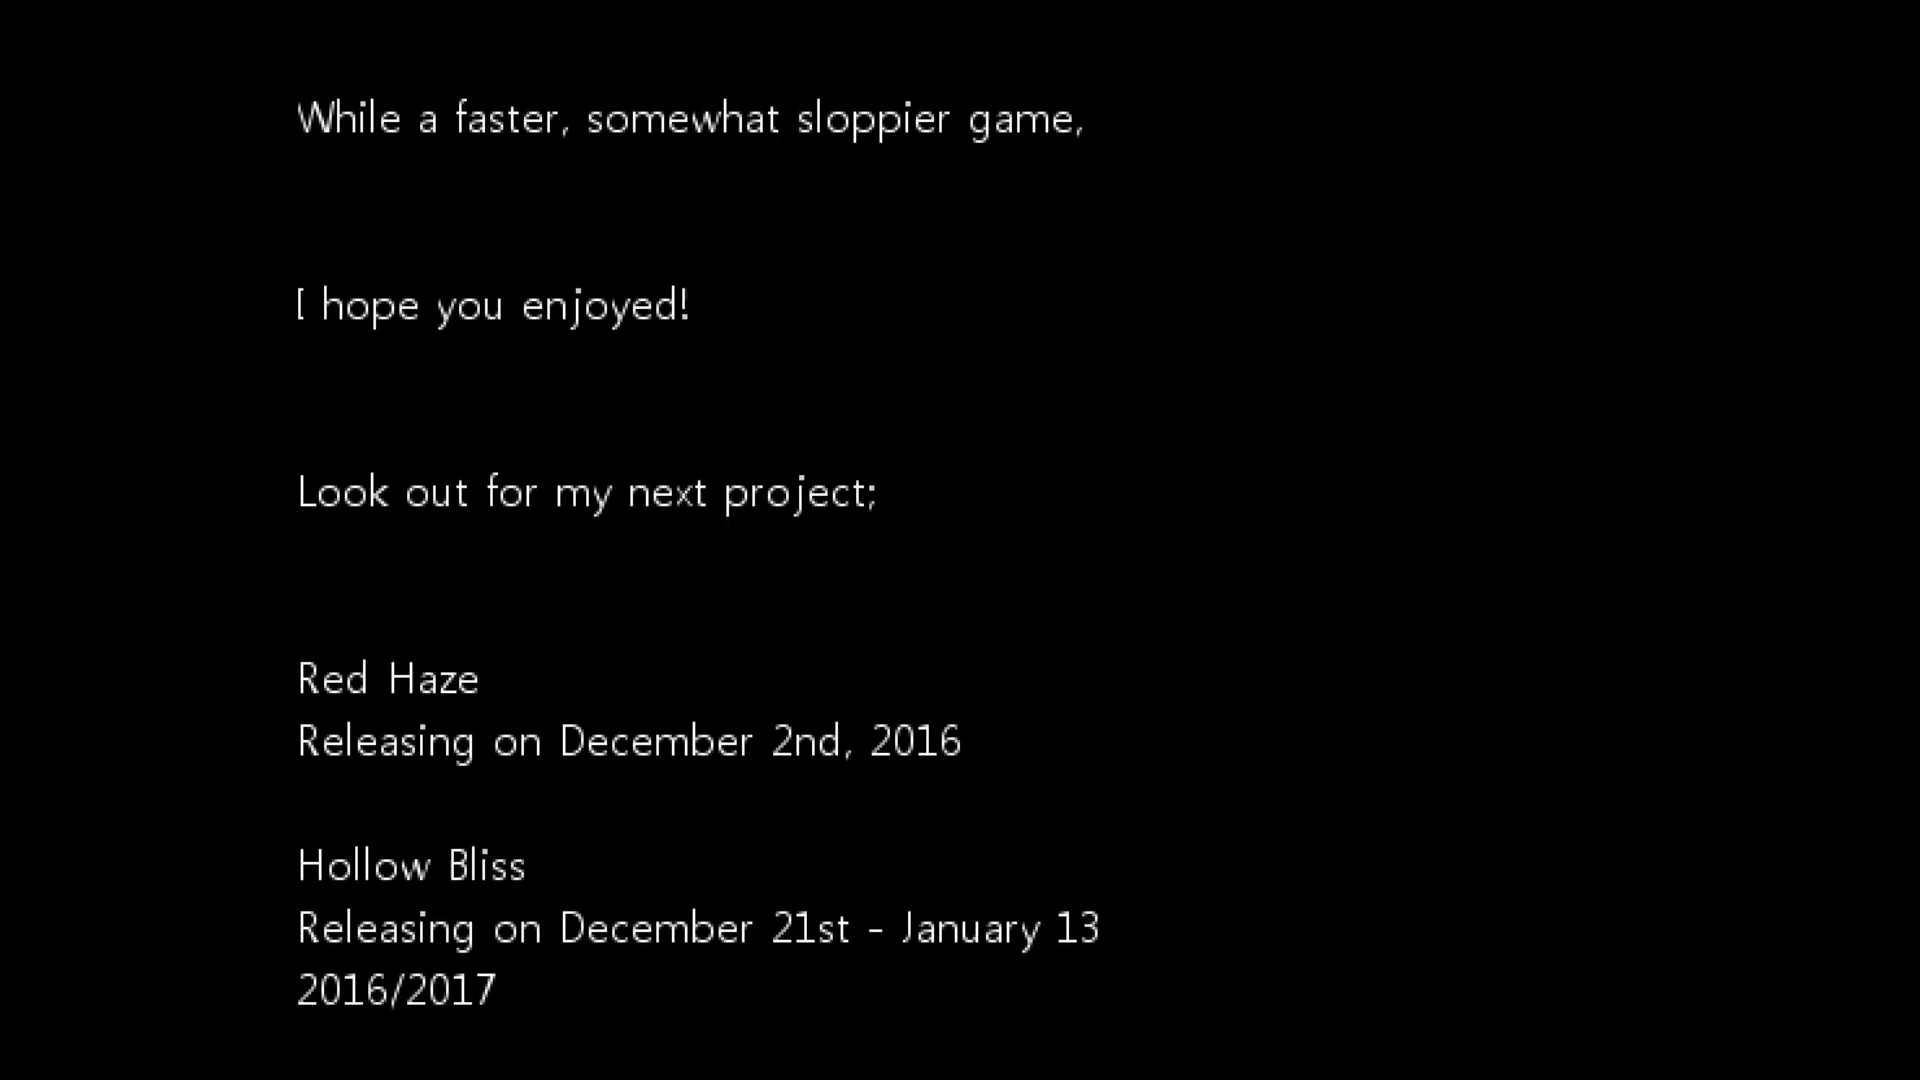 While a faster, somewhat sloppier game,
I hope you enjoyed!
Look out for my next project;
Red Haze
Releasing on December 2nd, 2016
Hollow Bliss
Releasing on December 21st - January 13
2016/2017